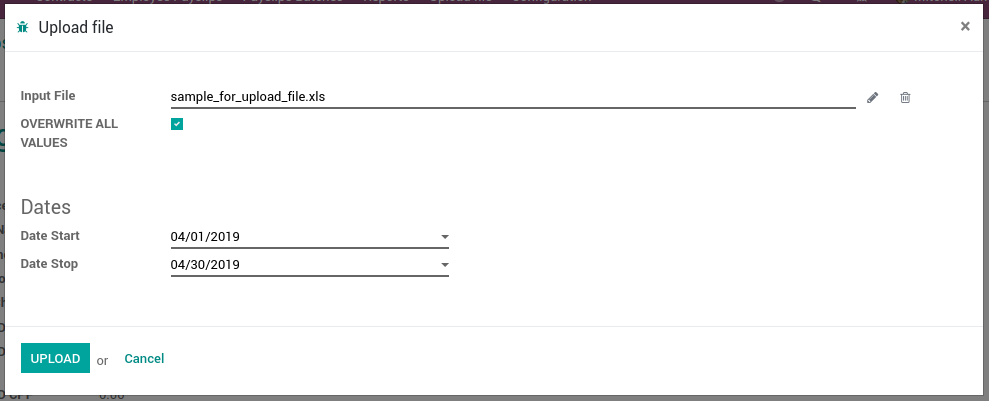 Upload file
×
Input File
sample_for_upload_file.xls
OVERWRITE ALL
VALUES
Dates
Date Start
04/01/2019
Date Stop
04/30/2019
UPLOAD or Cancel